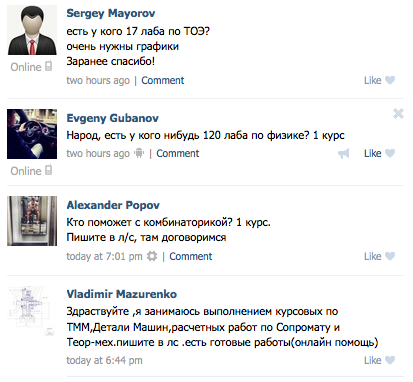 Sergey Mayorov
есть у кого 17 лаба по ТОЭ?
очень нужны графики
Заранее спасибо!
Online
two hours ago | Comment Like
Evgeny Gubanov
Народ, есть у кого нибудь 120 лаба по физике? 1 курс
two hours ago | Comment Like
Online
Alexander Popov
Кто поможет с комбинаторикой? 1 курс.
Пишите в л/с, там договоримся
today at 7:01 pm | Comment Like
Vladimir Mazurenko
Здраствуйте ,я занимаюсь выполнением курсовых по
ТММ,Детали Машин,расчетных работ по Сопромату и
Теор-мех.пишите в лс .есть готовые работы(онлайн помощь)
today at 6:44 pm Like